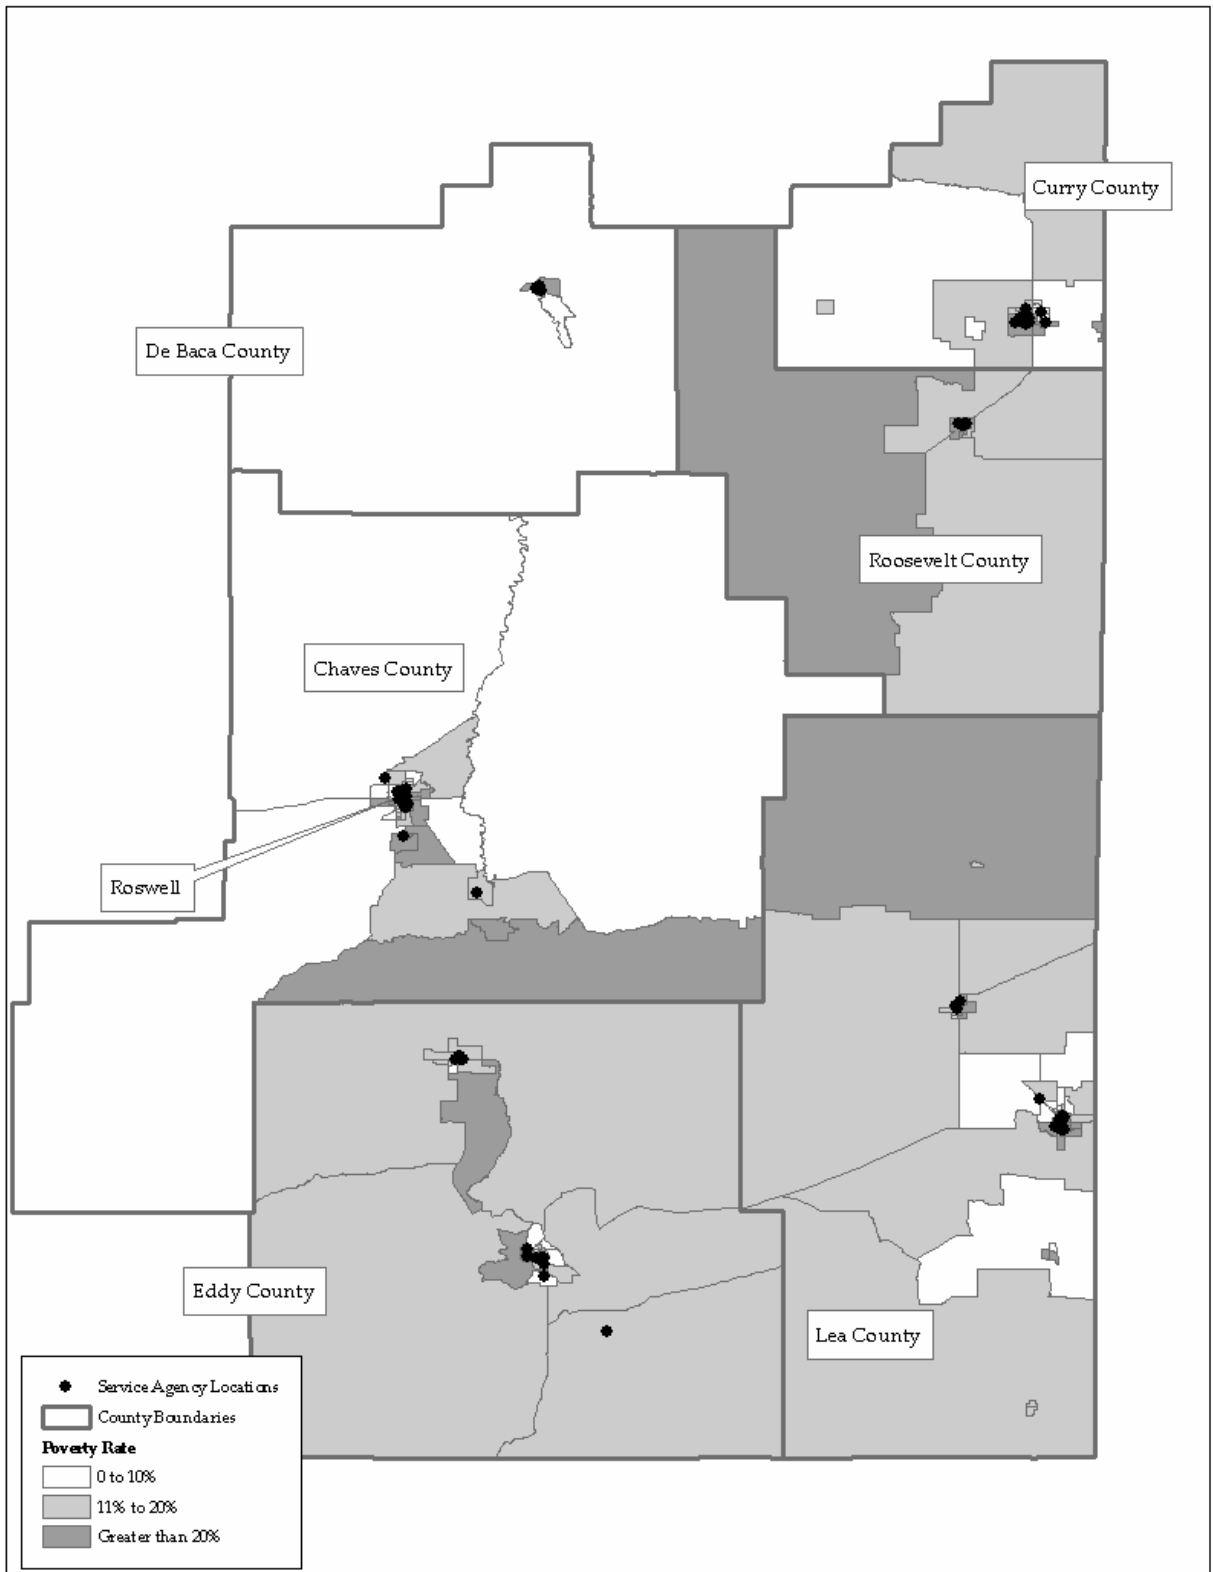 Curry County
De Baca County
Roosevelt County
Chaves County
Roswell
Eddy County
Lea County
Service Agency Locations
County Boundaries
Poverty Rate
0 to 10%
11% to 20%
Greater than 20%